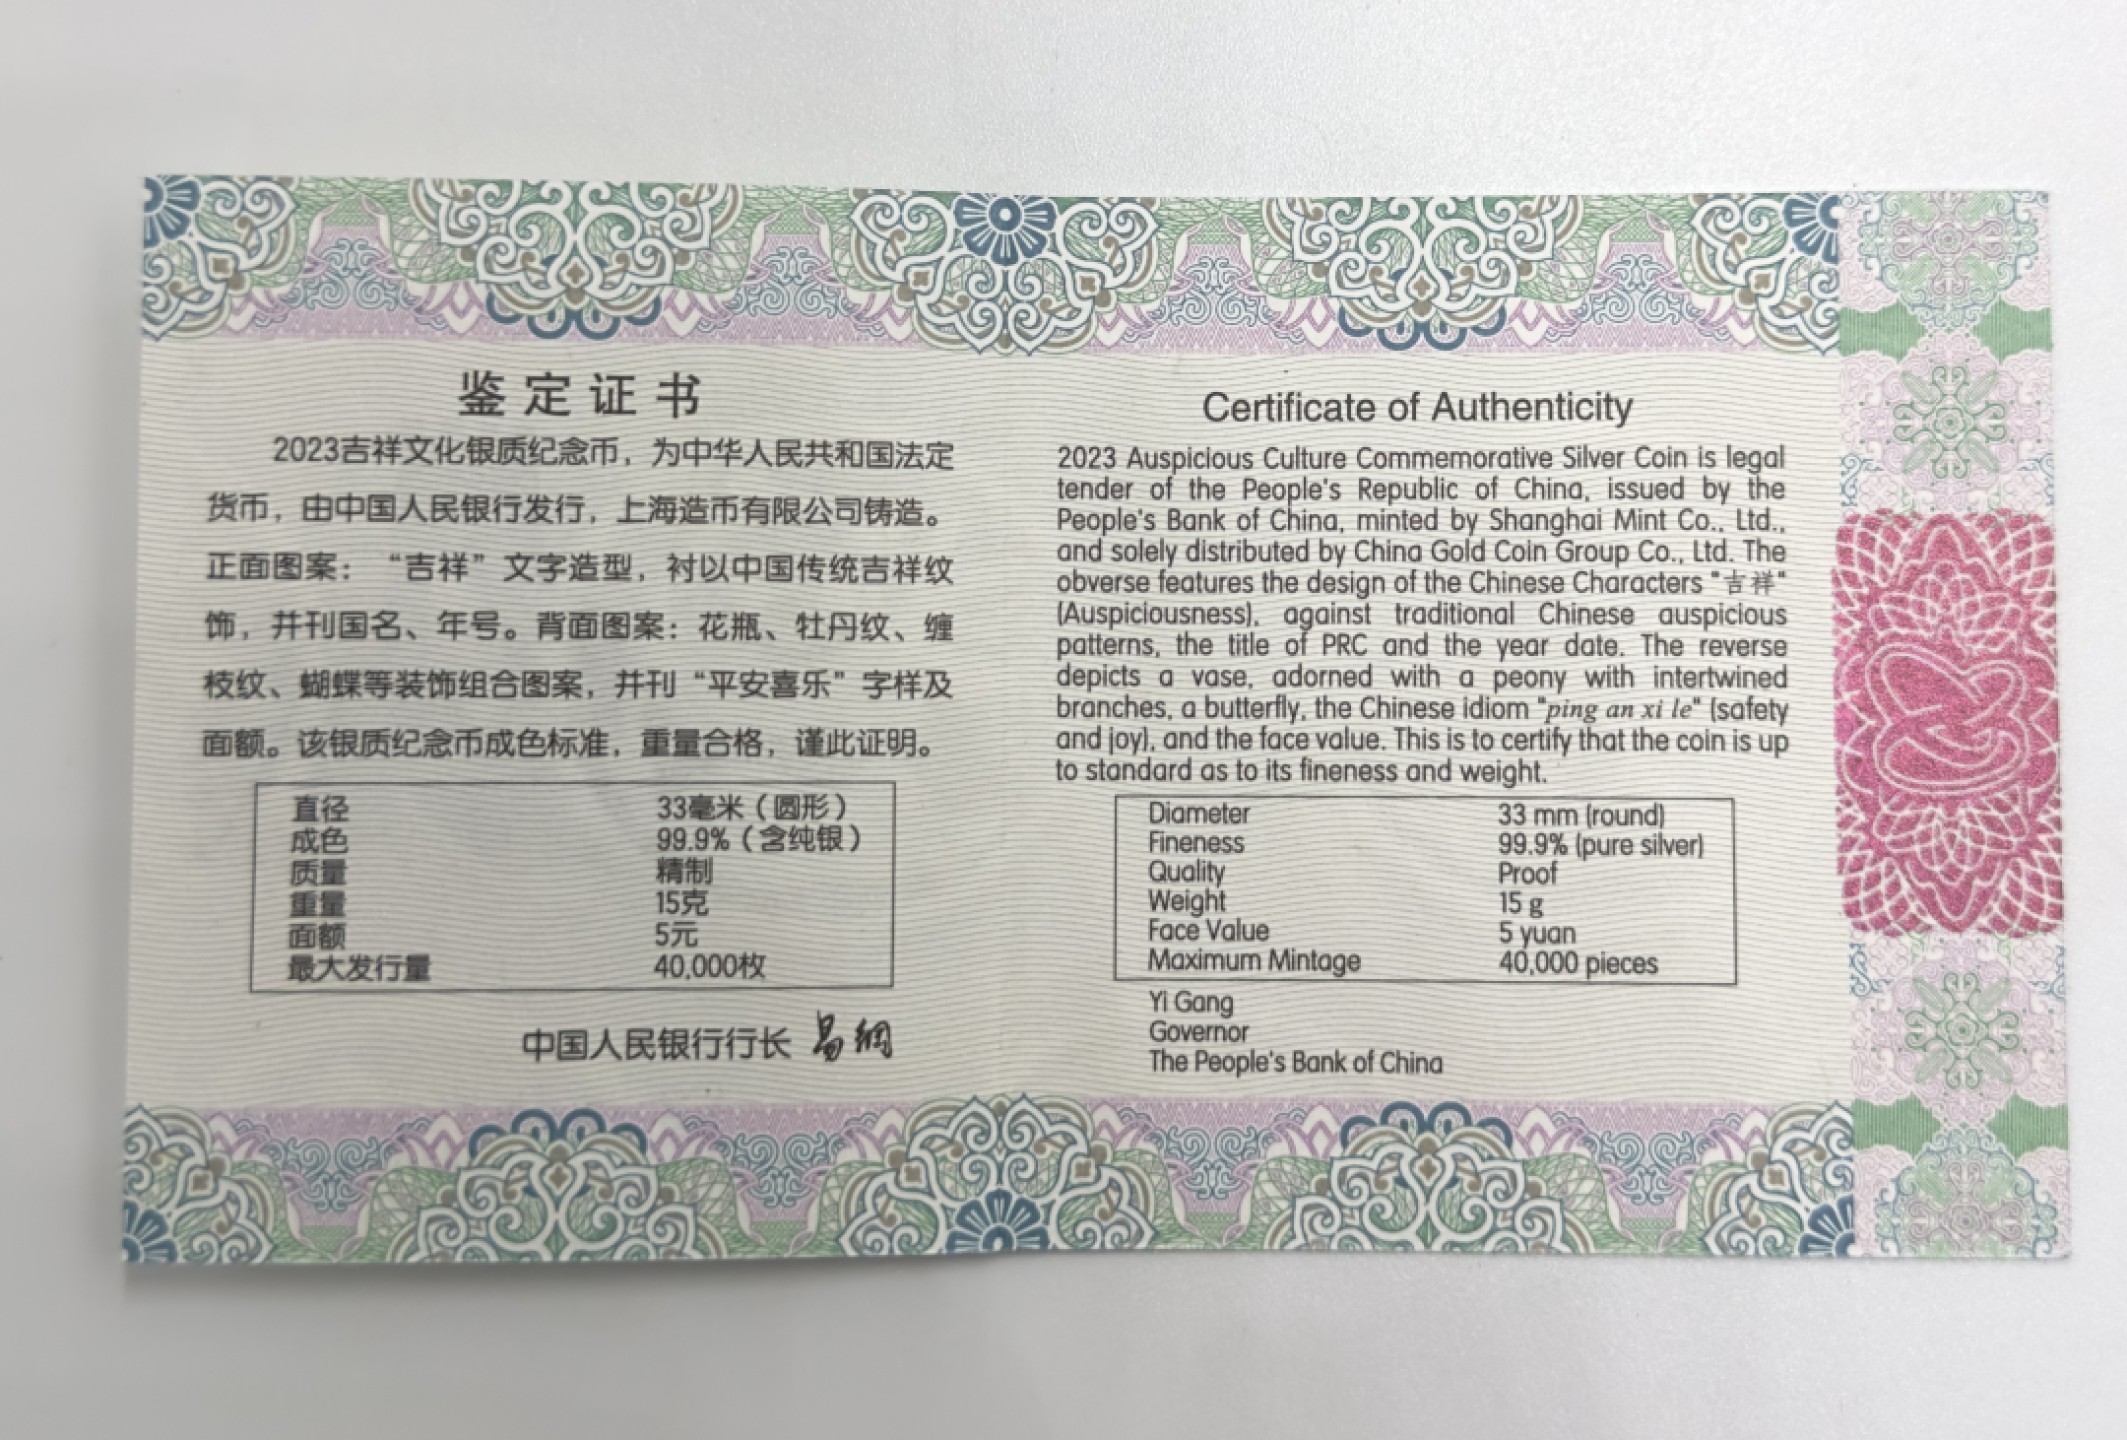 鉴定证书
2023吉祥文化银质纪念币，为中华人民共和国法定
货币，由中国人民银行发行，上海造币有限公司铸造。
正面图案：“吉祥”文字造型，衬以中国传统吉祥纹
饰，并刊国名、年号。背面图案：花瓶、牡丹纹、缠
枝纹、蝴蝶等装饰组合图案，并刊“平安喜乐”字样及
面额。该银质纪念币成色标准，重量合格，谨此证明。
直径 33毫米（圆形）
成色 99.9%（含纯银）
质量 精制
重量 15克
面额 5元
最大发行量 40,000枚
中国人民银行行长 易纲
Certificate of Authenticity
2023 Auspicious Culture Commemorative Silver Coin is legal
tender of the People's Republic of China, issued by the
People's Bank of China, minted by Shanghai Mint Co., Ltd.,
and solely distributed by China Gold Coin Group Co., Ltd. The
obverse features the design of the Chinese Characters "吉祥"
(Auspiciousness), against traditional Chinese auspicious
patterns, the title of PRC and the year date. The reverse
depicts a vase, adorned with a peony with intertwined
branches, a butterfly, the Chinese idiom "ping an xi le" (safety
and joy), and the face value. This is to certify that the coin is up
to standard as to its fineness and weight.
Diameter 33 mm (round)
Fineness 99.9% (pure silver)
Quality Proof
Weight 15 g
Face Value 5 yuan
Maximum Mintage 40,000 pieces
Yi Gang
Governor
The People's Bank of China